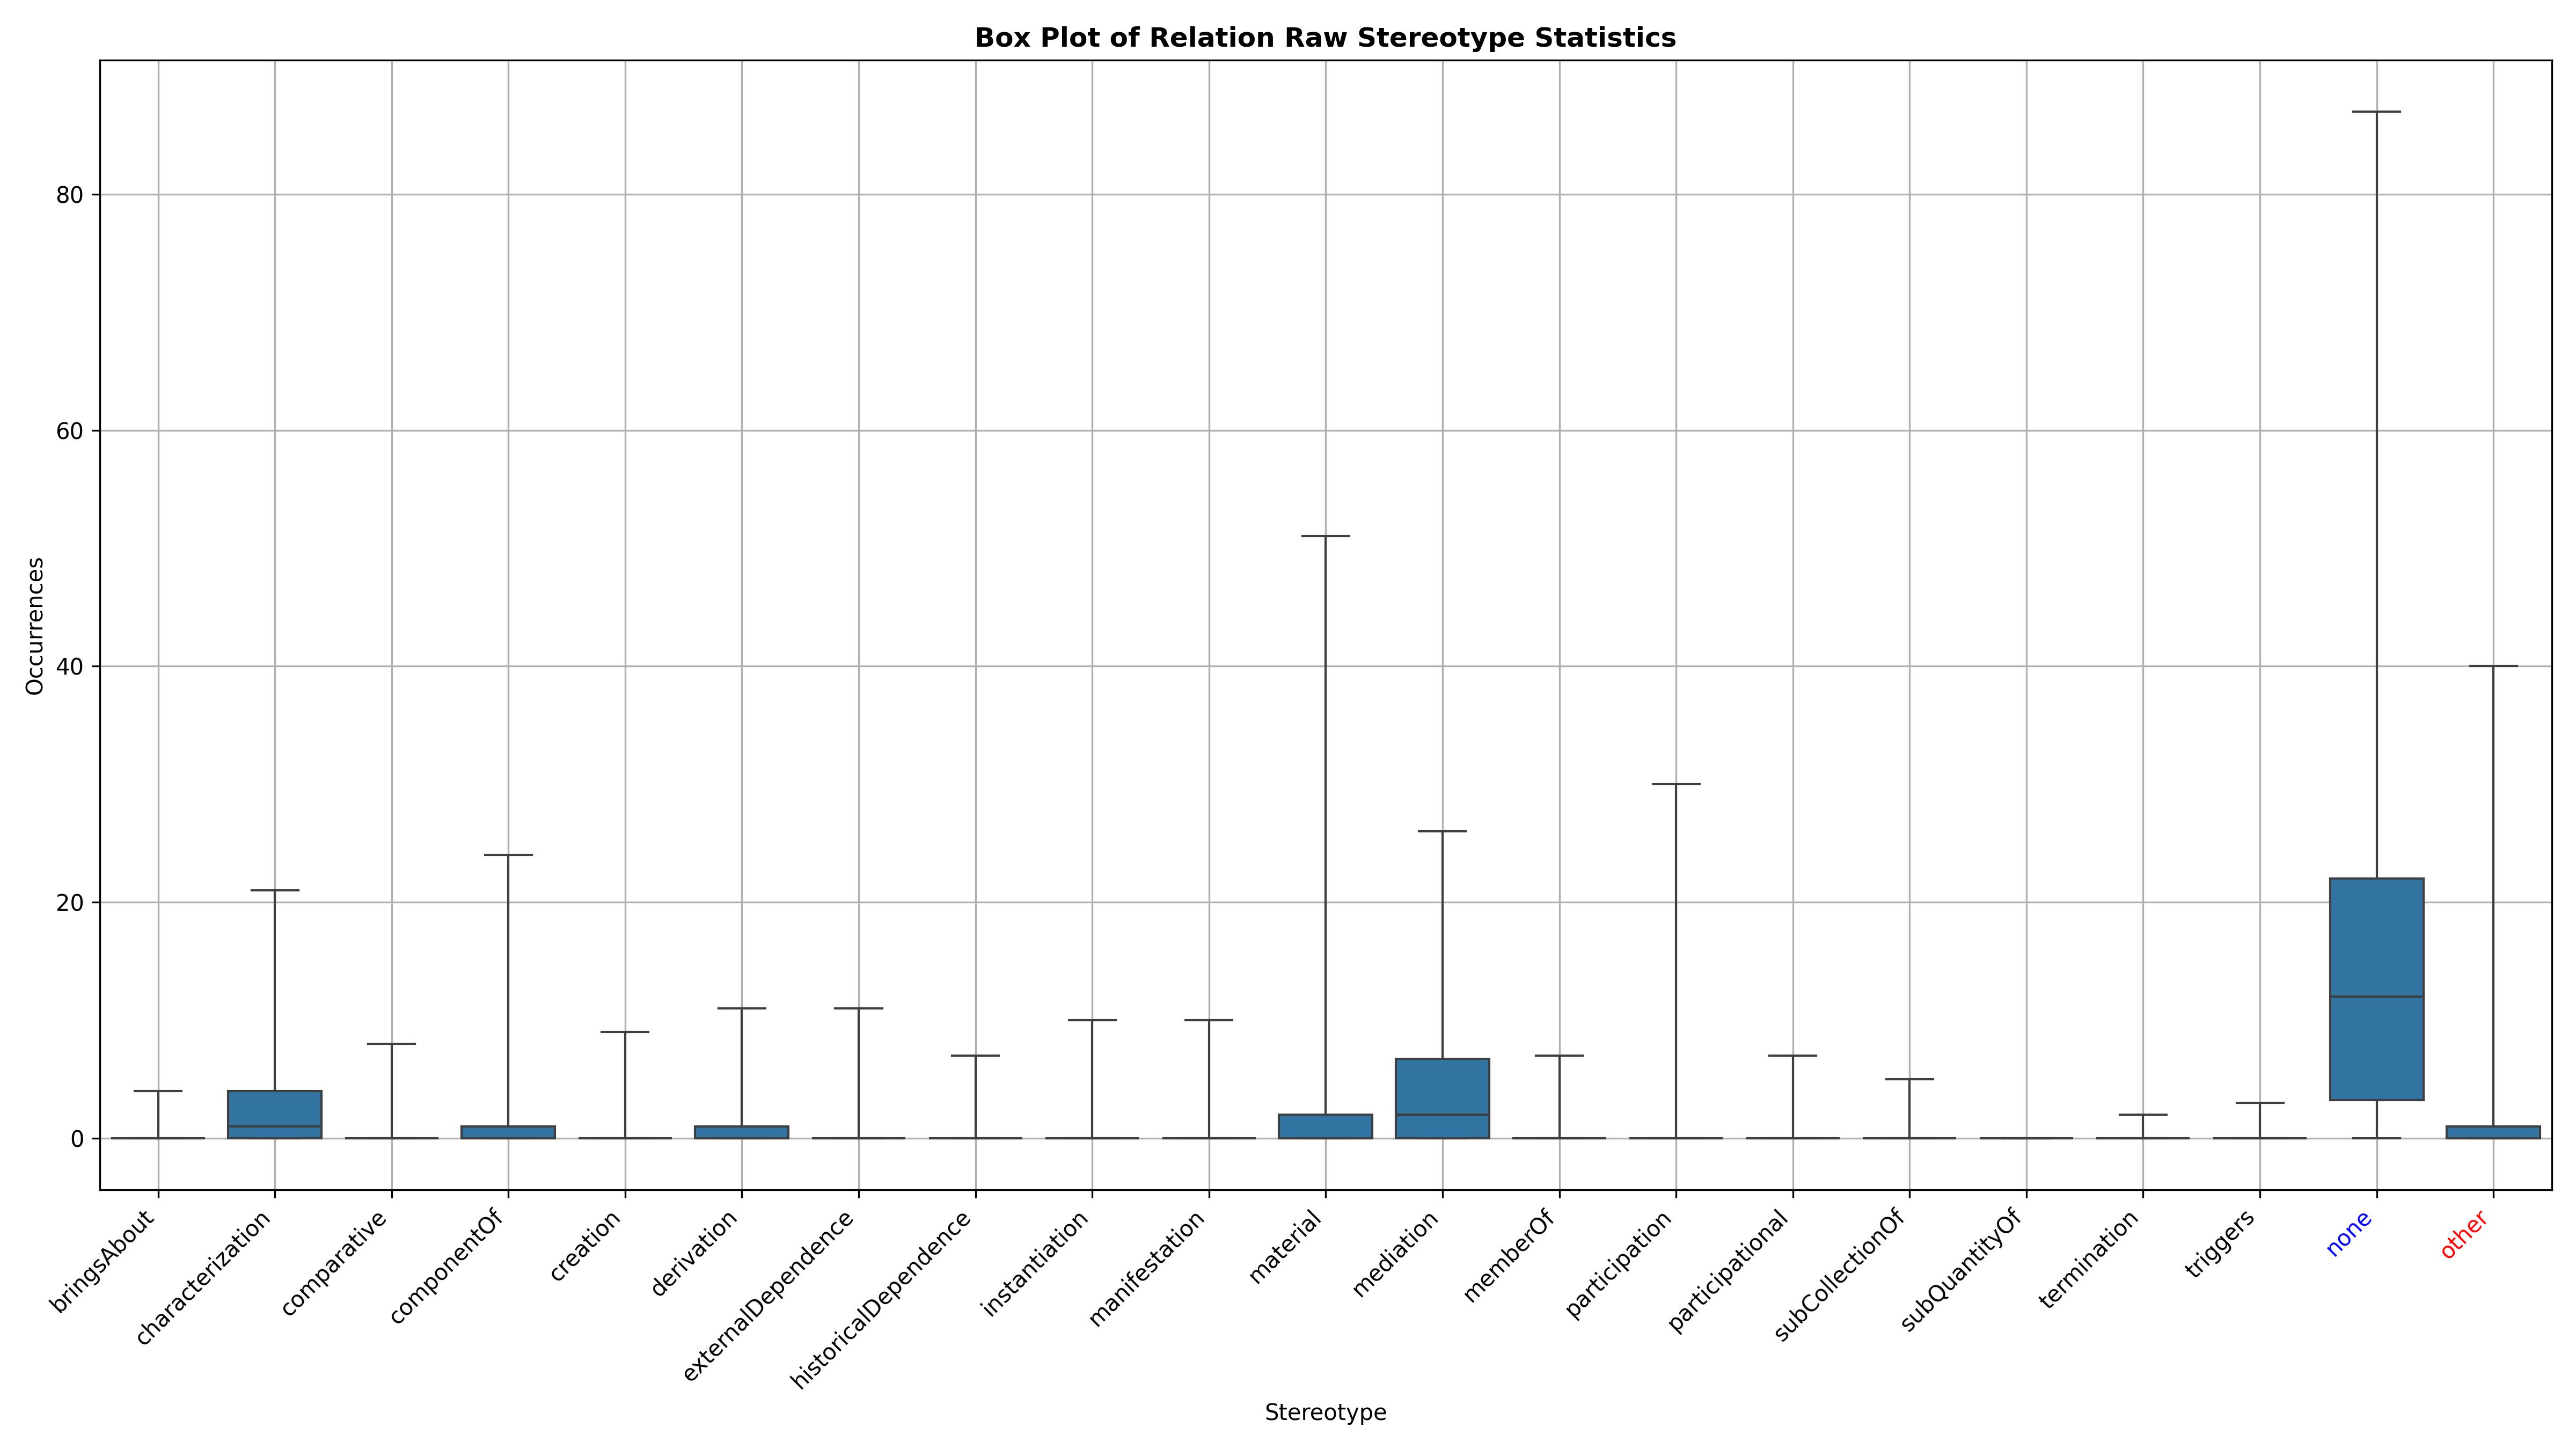 Box Plot of Relation Raw Stereotype Statistics
Occurrences
80
60
40
20
0
bringsAbout
characterization
comparative
componentOf
creation
derivation
externalDependence
historicalDependence
instantiation
manifestation
material
mediation
memberOf
participation
participational
subCollectionOf
subQuantityOf
termination
triggers
none
other
Stereotype